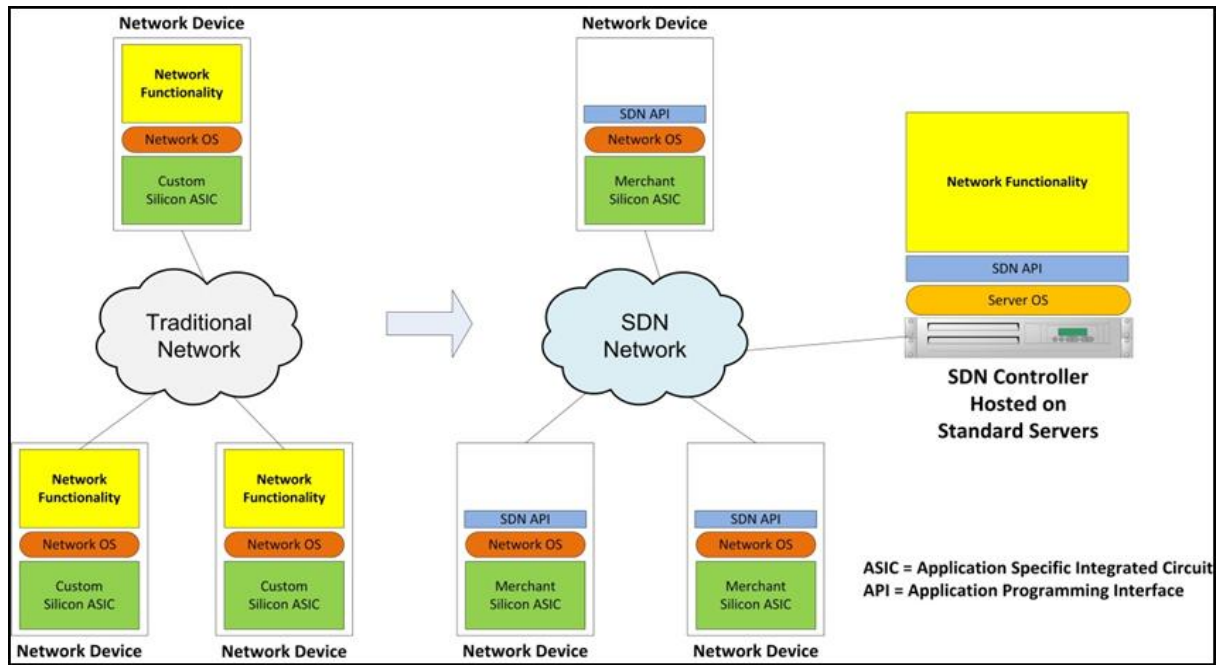 Network Device
Network
Functionality
Network OS
Custom
Silicon ASIC
Traditional
Network
Network
Functionality
Network OS
Custom
Silicon ASIC
Network Device
Network
Functionality
Network OS
Custom
Silicon ASIC
Network Device
Network Device
SDN API
Network OS
Merchant
Silicon ASIC
SDN
Network
SDN API
Network OS
Merchant
Silicon ASIC
Network Device
SDN API
Network OS
Merchant
Silicon ASIC
Network Device
Network Functionality
SDN API
Server OS
SDN Controller
Hosted on
Standard Servers
ASIC = Application Specific Integrated Circuit
API = Application Programming Interface